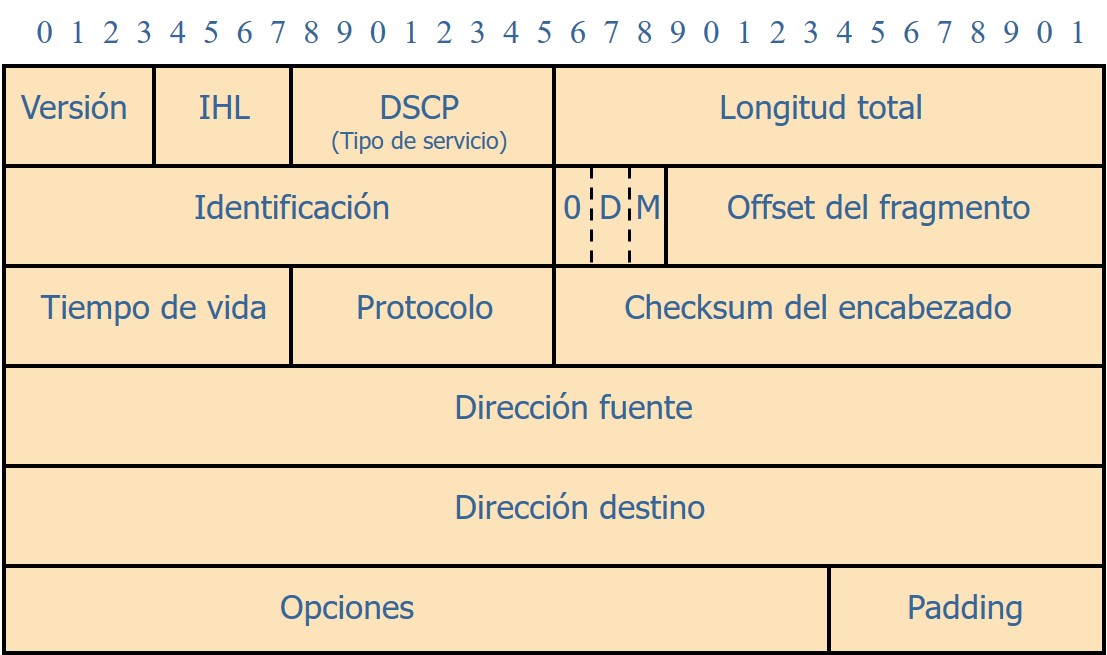 0 1 2 3 4 5 6 7 8 9 0 1 2 3 4 5 6 7 8 9 0 1 2 3 4 5 6 7 8 9 0 1
Versión IHL DSCP Longitud total
(Tipo de servicio)
Identificación 0 D M Offset del fragmento
Tiempo de vida Protocolo Checksum del encabezado
Dirección fuente
Dirección destino
Opciones Padding